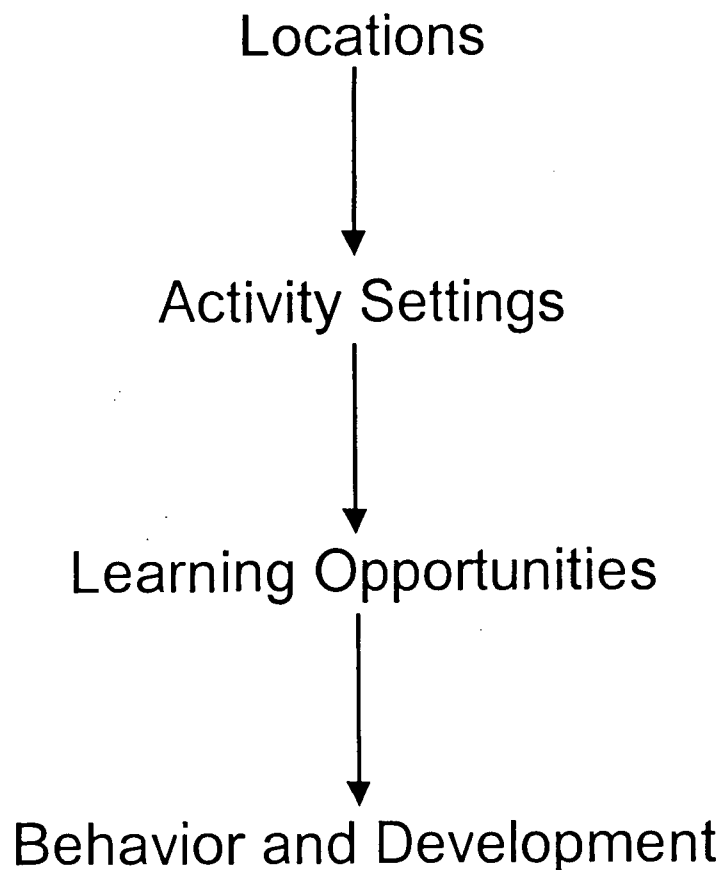 Locations
Activity Settings
Learning Opportunities
Behavior and Development